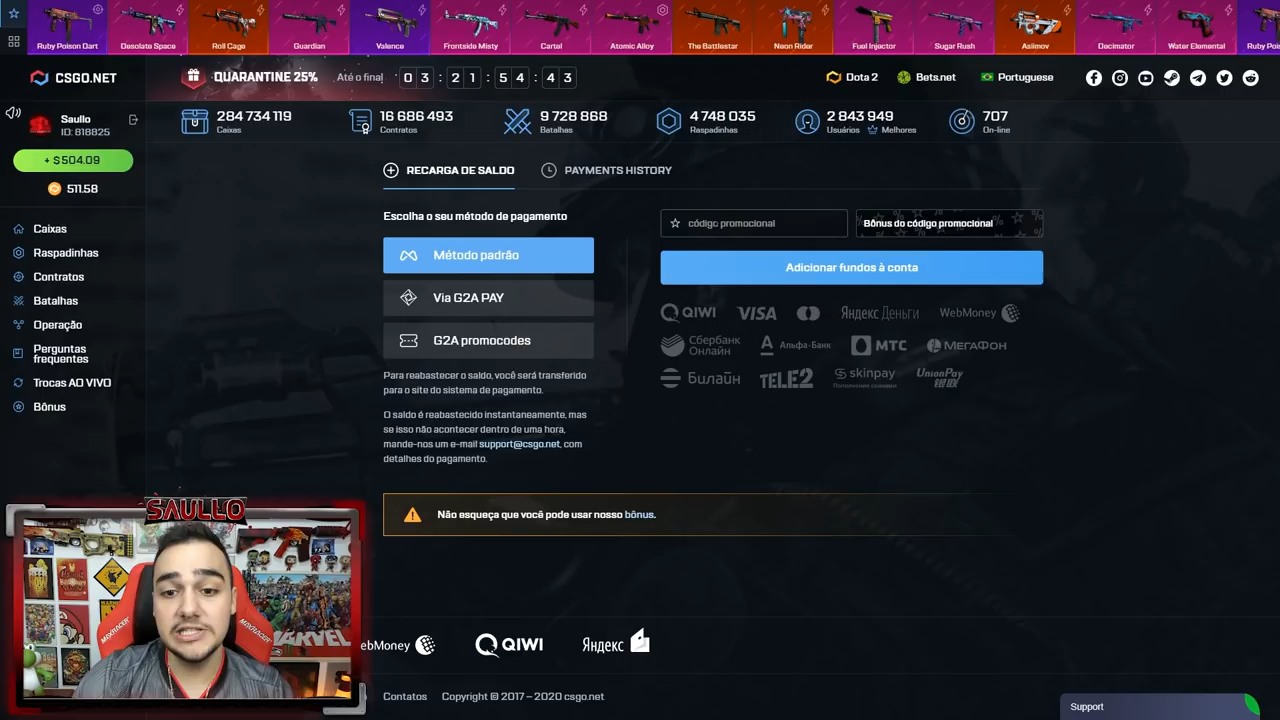 Ruby Poison Dart
Desolate Space
Roll Cage
Guardian
Valence
Frontside Misty
Cartel
Atomic Alloy
The Battlestar
Neon Rider
Fuel Injector
Sugar Rush
Asiimov
Decimator
Water Elemental
Ruby Poi
CSGO.NET
QUARANTINE 25%
Até o final
03:21:54:43
Dota 2
Bets.net
Portuguese
Saullo
ID: 818825
284 734 119
Caixas
16 686 493
Contratos
9 728 868
Batalhas
4 748 035
Raspadinhas
2 843 949
Usuários
Melhores
707
On-line
+ $504.09
511.58
RECARGA DE SALDO
PAYMENTS HISTORY
Caixas
Raspadinhas
Contratos
Batalhas
Operação
Perguntas
frequentes
Trocas AO VIVO
Bônus
Escolha o seu método de pagamento
Método padrão
Via G2A PAY
G2A promocodes
Para reabastecer o saldo, você será transferido
para o site do sistema de pagamento.
O saldo é reabastecido instantaneamente, mas
se isso não acontecer dentro de uma hora,
mande-nos um e-mail support@csgo.net, com
detalhes do pagamento.
código promocional
Bônus do código promocional
Adicionar fundos à conta
QIWI
VISA
Яндекс Деньги
WebMoney
Сбербанк
Онлайн
Альфа-Банк
МТС
МЕГАФОН
Билайн
TELE2
skinpay
UnionPay
银联
Não esqueça que você pode usar nosso bônus.
SAULLO
MARVEL
MAXRACER
MAXRACER
ebMoney
QIWI
Яндекс
Contatos
Copyright © 2017 – 2020 csgo.net
Support